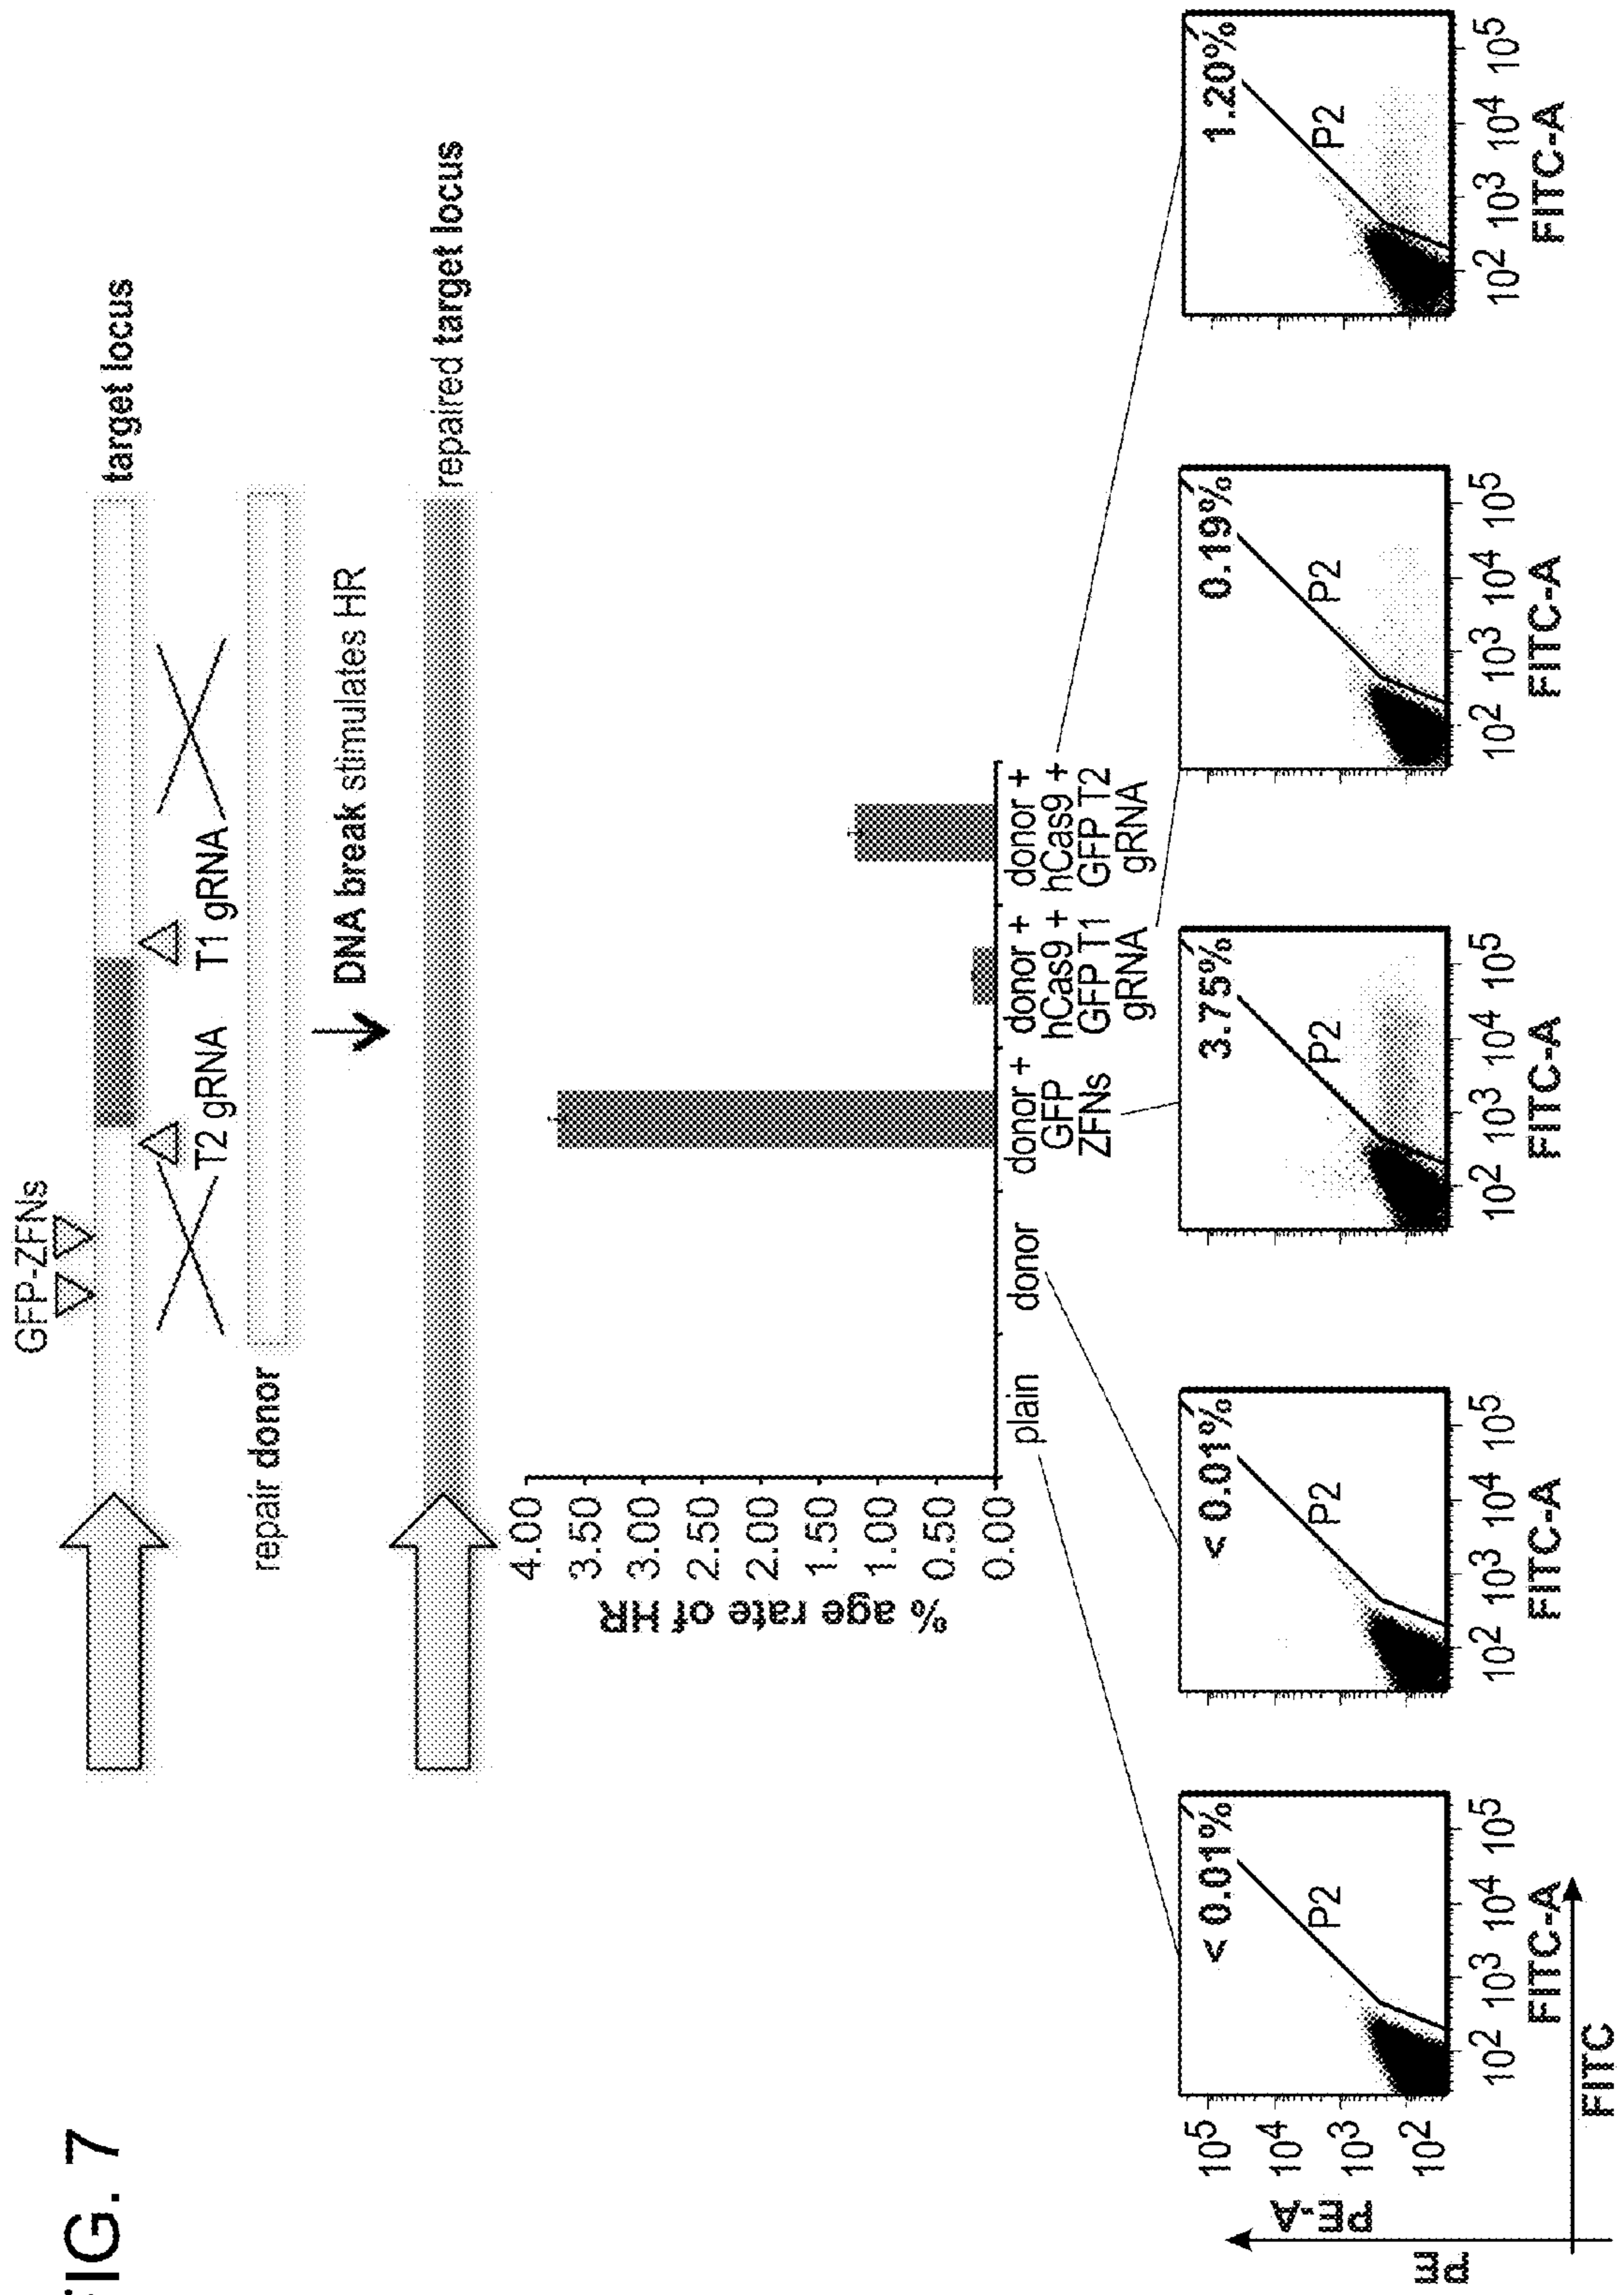 FIG. 7
GFP-ZFNs
target locus
T2 gRNA
T1 gRNA
repair donor
DNA break stimulates HR
repaired target locus
% age rate of HR
4.00
3.50
3.00
2.50
2.00
1.50
1.00
0.50
0.00
plain
donor
donor +
GFP
ZFNs
donor +
hCas9 +
GFP T1
gRNA
donor +
hCas9 +
GFP T2
gRNA
< 0.01%
P2
10² 10³ 10⁴ 10⁵
FITC-A
< 0.01%
P2
10² 10³ 10⁴ 10⁵
FITC-A
3.75%
P2
10² 10³ 10⁴ 10⁵
FITC-A
0.19%
P2
10² 10³ 10⁴ 10⁵
FITC-A
1.20%
P2
10² 10³ 10⁴ 10⁵
FITC-A
10⁵
10⁴
10³
10²
PE-A
PE
FITC